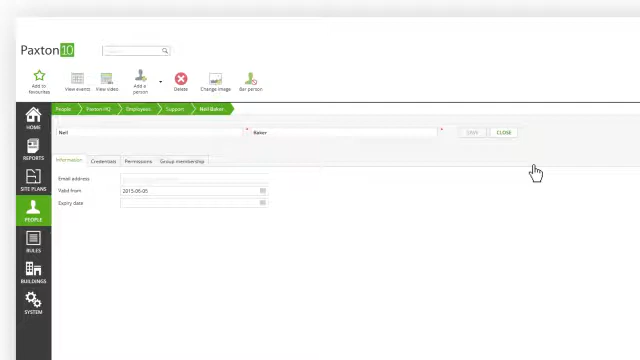 Paxton10
Add to favourites
View events
View video
Add a person
Delete
Change image
Bar person
People
Paxton HQ
Employees
Support
Neil Baker
HOME
Neil * Baker *
SAVE
CLOSE
REPORTS
Information
Credentials
Permissions
Group membership
Email address
SITE PLANS
Valid from 2015-06-05
Expiry date
PEOPLE
RULES
BUILDINGS
SYSTEM